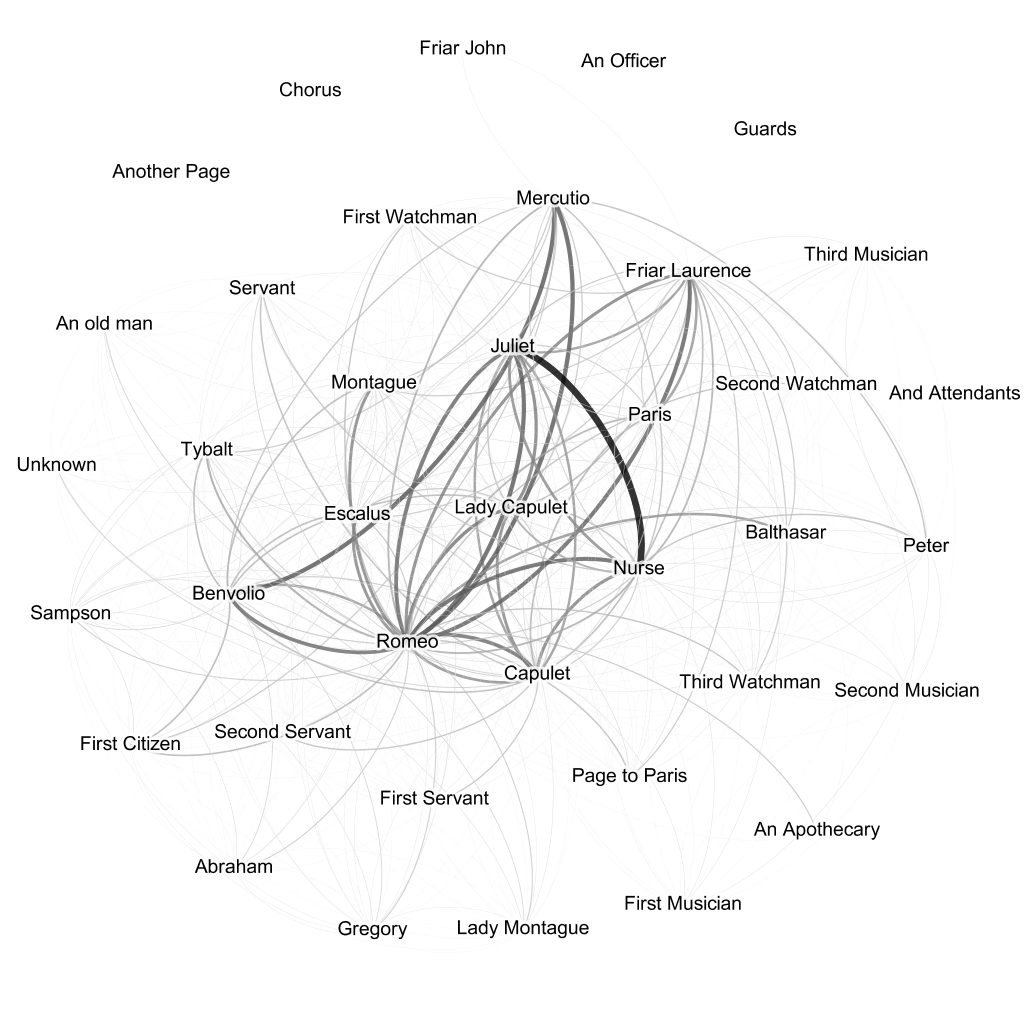 Friar John
An Officer
Chorus
Guards
Another Page
Mercutio
First Watchman
Third Musician
Friar Laurence
Servant
An old man
Juliet
Montague
Second Watchman
And Attendants
Paris
Tybalt
Unknown
Lady Capulet
Escalus
Balthasar
Peter
Nurse
Benvolio
Sampson
Romeo
Capulet
Third Watchman
Second Musician
Second Servant
First Citizen
Page to Paris
First Servant
An Apothecary
Abraham
First Musician
Lady Montague
Gregory